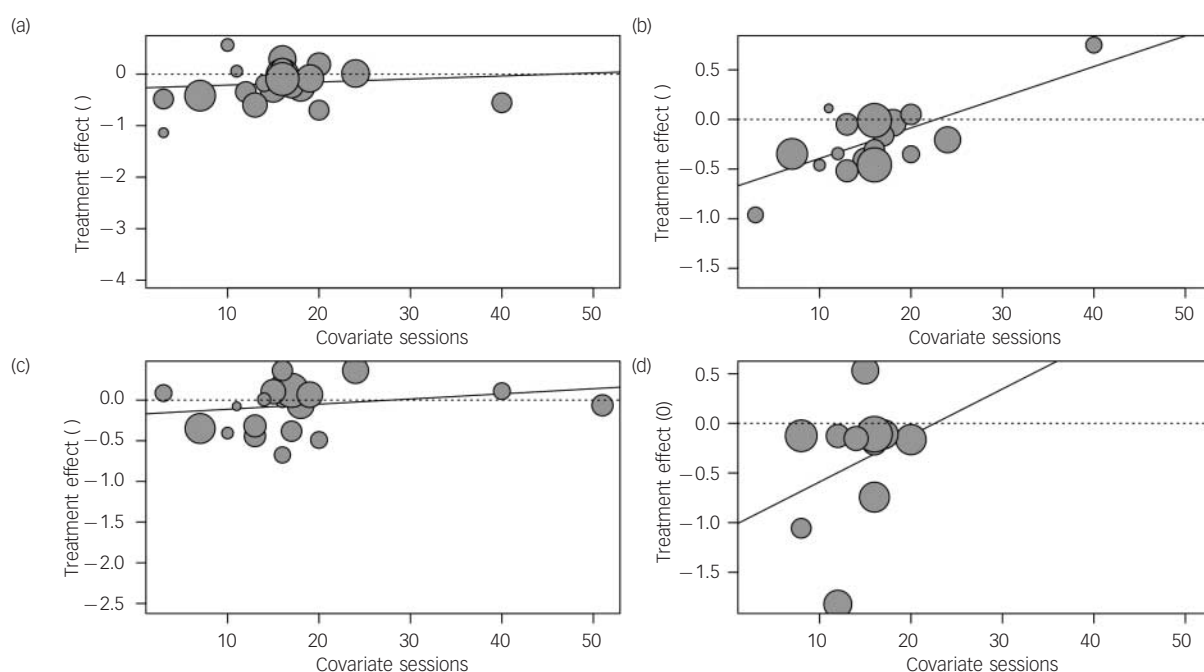 (a)
0
−1
−2
−3
−4
Treatment effect ( )
10 20 30 40 50
Covariate sessions
(b)
0.5
0.0
−0.5
−1.0
−1.5
Treatment effect ( )
10 20 30 40 50
Covariate sessions
(c)
0.0
−0.5
−1.0
−1.5
−2.0
−2.5
Treatment effect ( )
10 20 30 40 50
Covariate sessions
(d)
0.5
0.0
−0.5
−1.0
−1.5
Treatment effect (0)
10 20 30 40 50
Covariate sessions